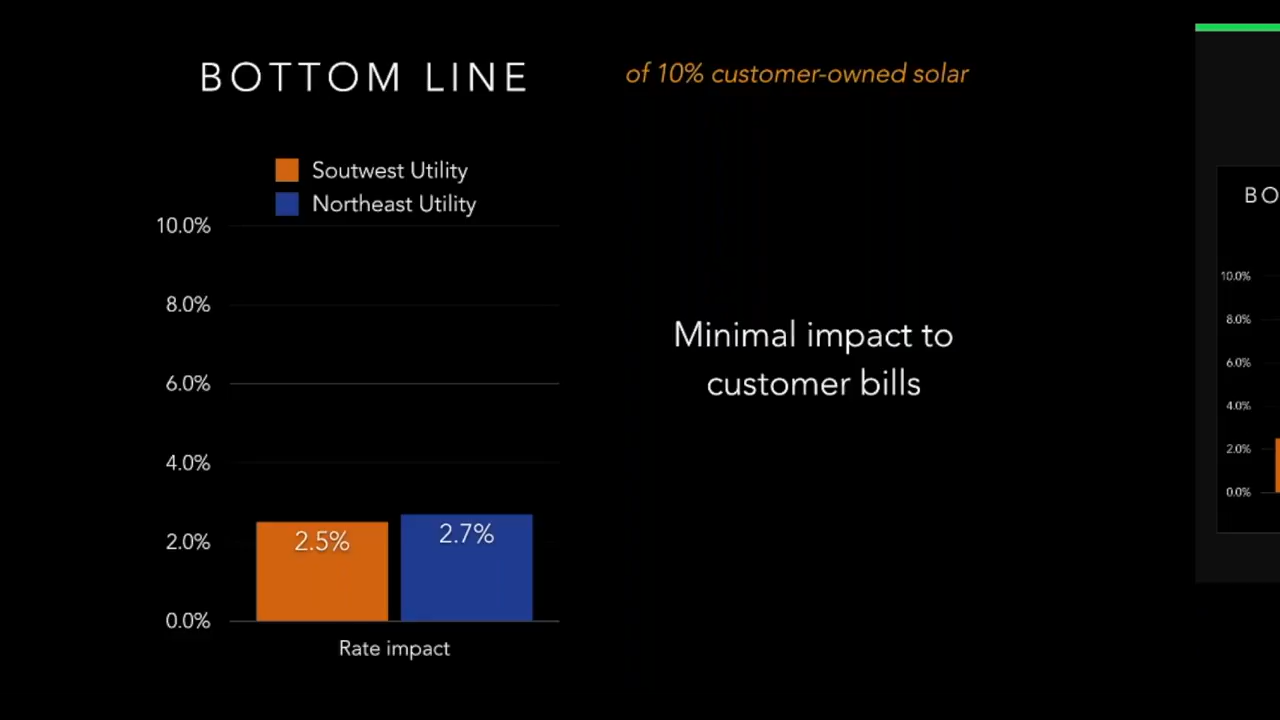 BOTTOM LINE
of 10% customer-owned solar
Soutwest Utility
Northeast Utility
10.0%
8.0%
6.0%
4.0%
2.0%
0.0%
2.5%
2.7%
Rate impact
Minimal impact to
customer bills
BO
10.0%
8.0%
6.0%
4.0%
2.0%
0.0%